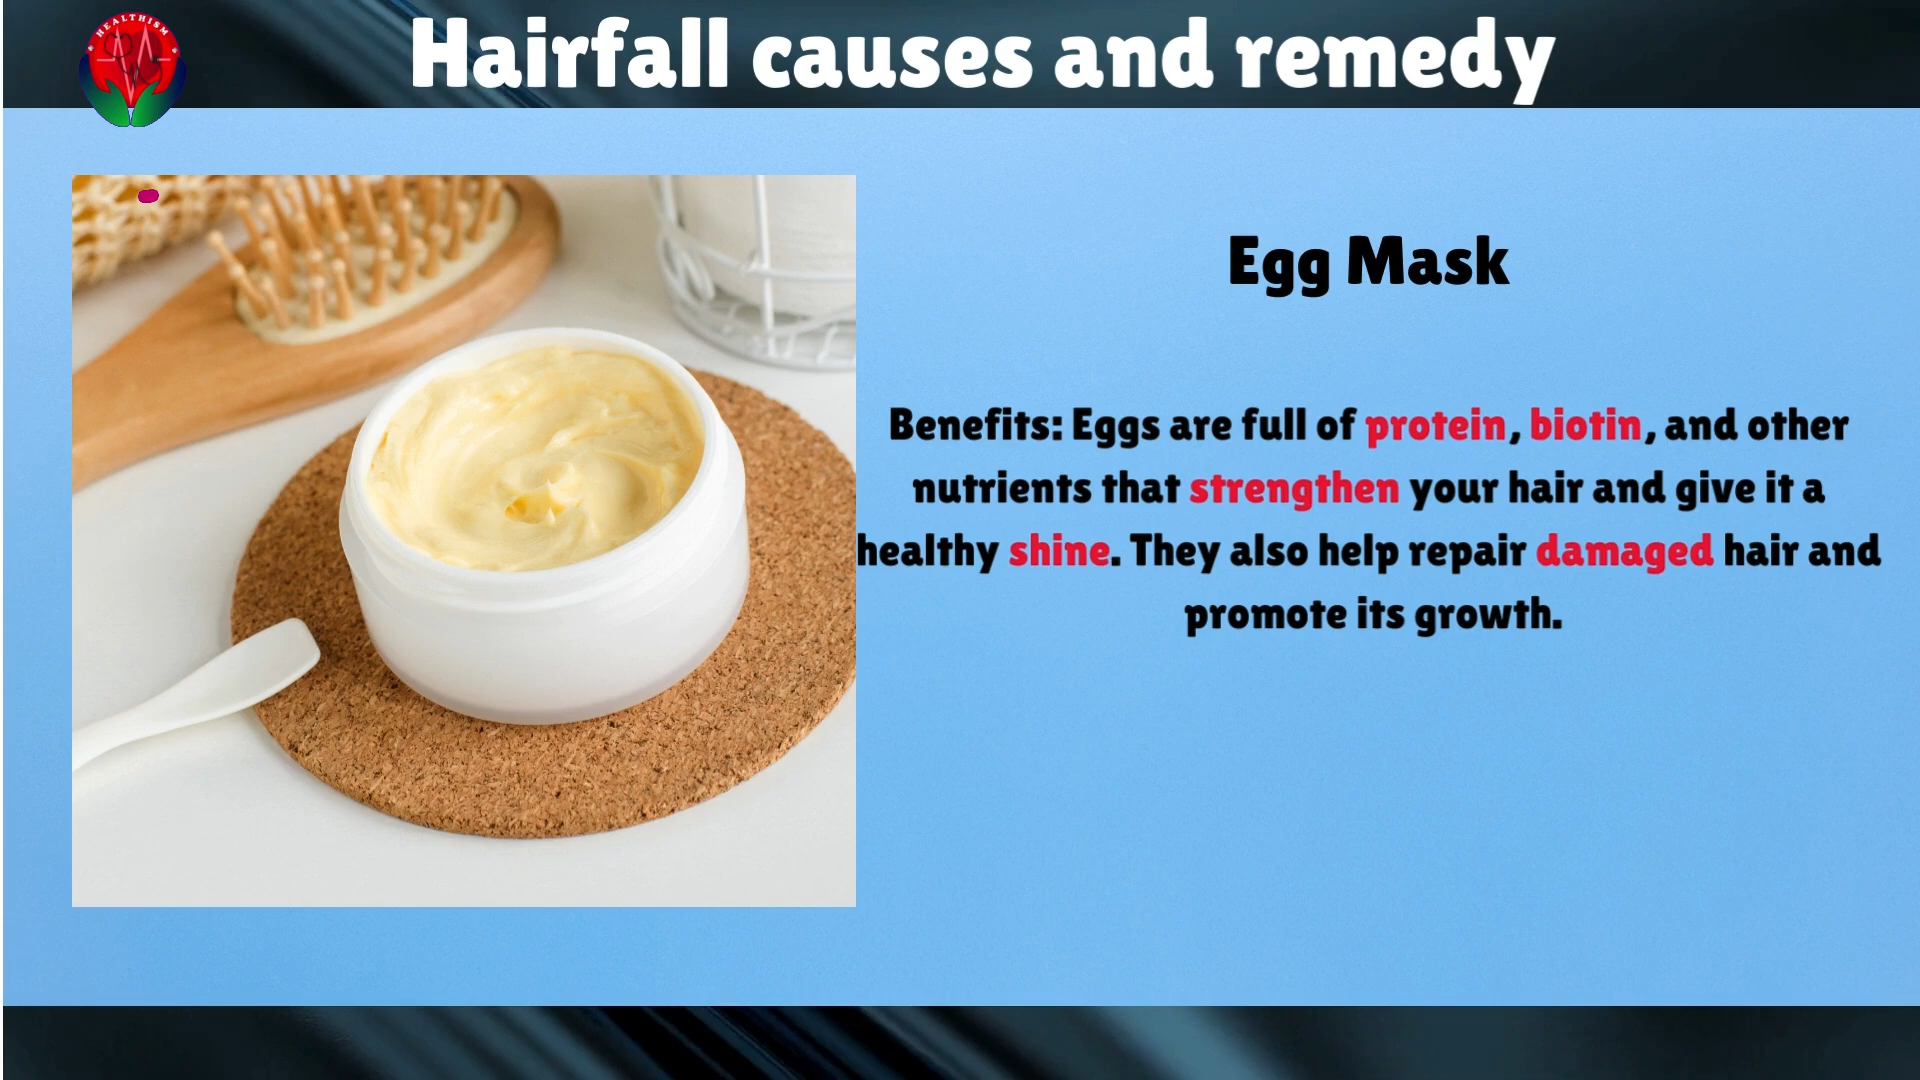 HEALTHISM
Hairfall causes and remedy
Egg Mask
Benefits: Eggs are full of protein, biotin, and other
nutrients that strengthen your hair and give it a
healthy shine. They also help repair damaged hair and
promote its growth.